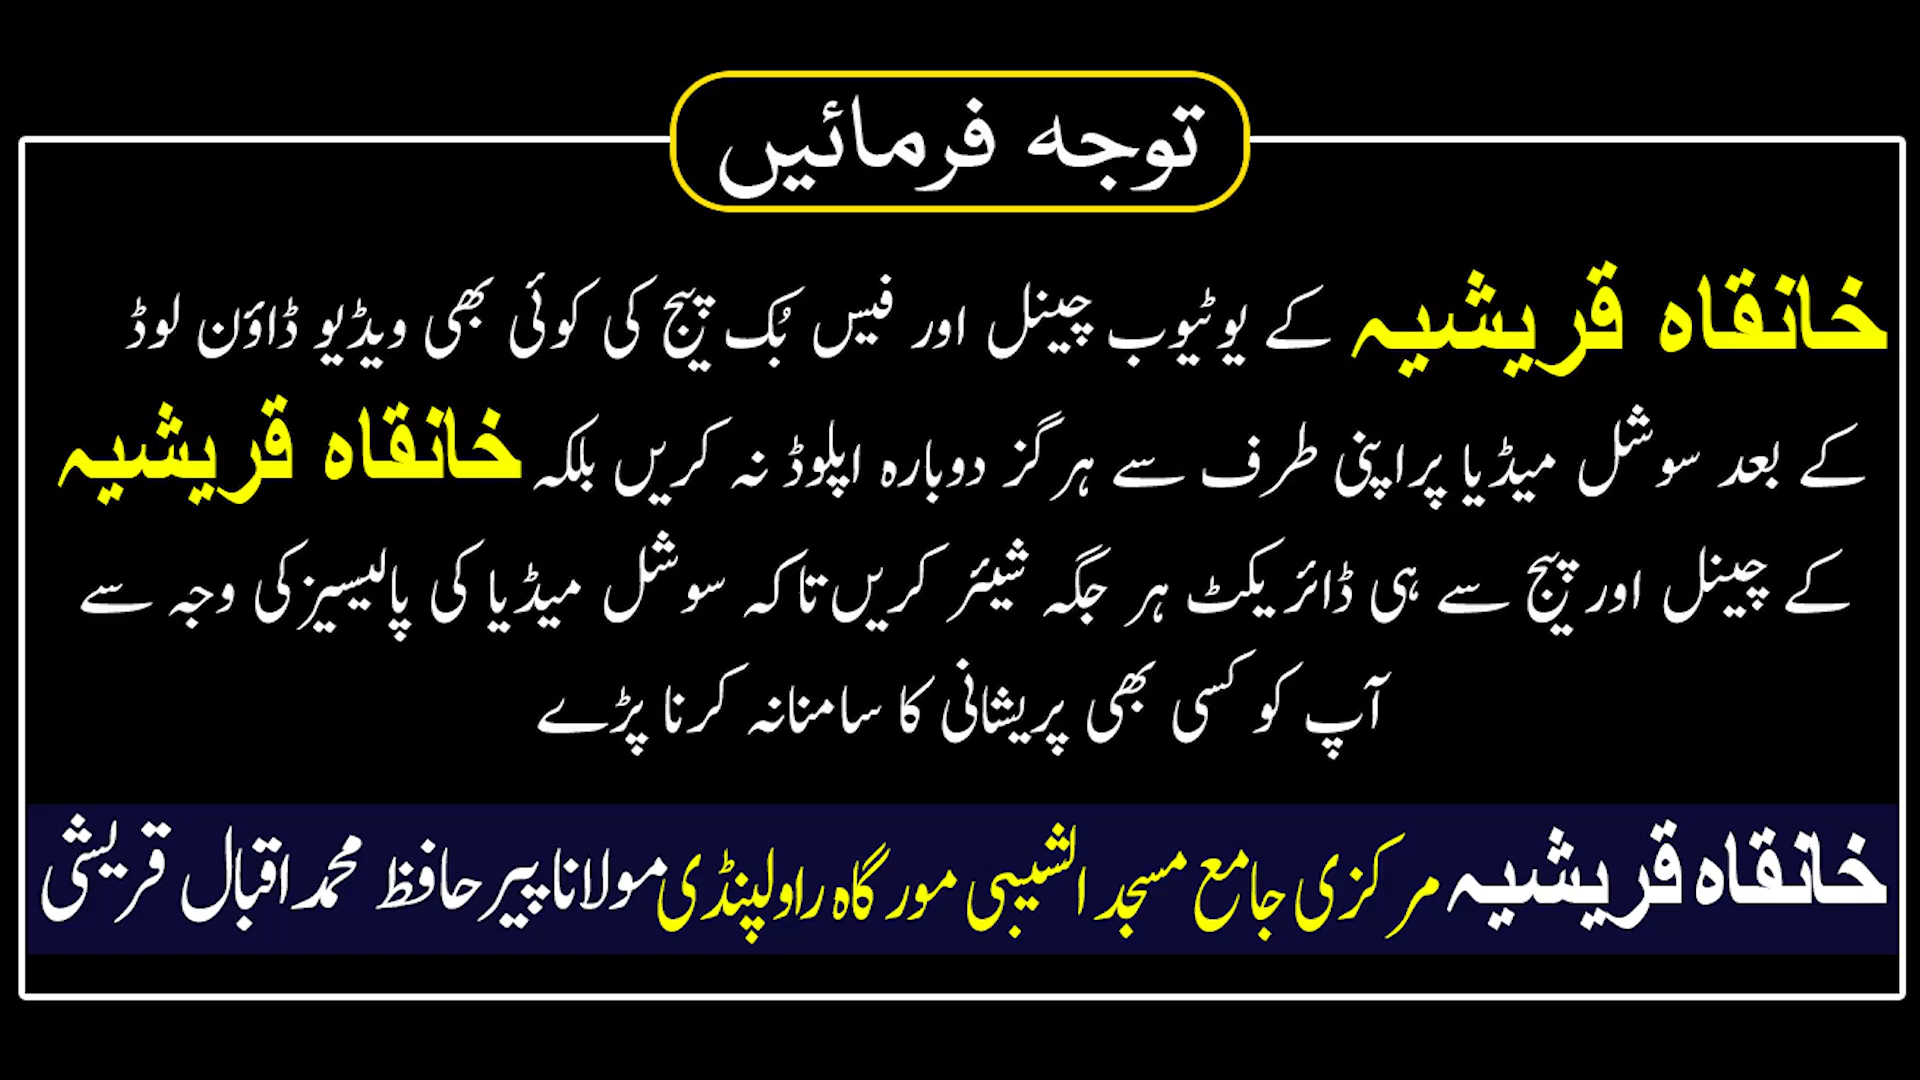 توجہ فرمائیں
خانقاہ قریشیہ کے یوٹیوب چینل اور فیس بُک پیج کی کوئی بھی ویڈیو ڈاؤن لوڈ
کے بعد سوشل میڈیا پر اپنی طرف سے ہرگز دوبارہ اپلوڈ نہ کریں بلکہ خانقاہ قریشیہ
کے چینل اور پیج سے ہی ڈائریکٹ ہر جگہ شیئر کریں تاکہ سوشل میڈیا کی پالیسیز کی وجہ سے
آپ کو کسی بھی پریشانی کا سامنا نہ کرنا پڑے
خانقاہ قریشیہ مرکزی جامع مسجد الشیبی مورگاہ راولپنڈی مولانا پیر حافظ محمد اقبال قریشی